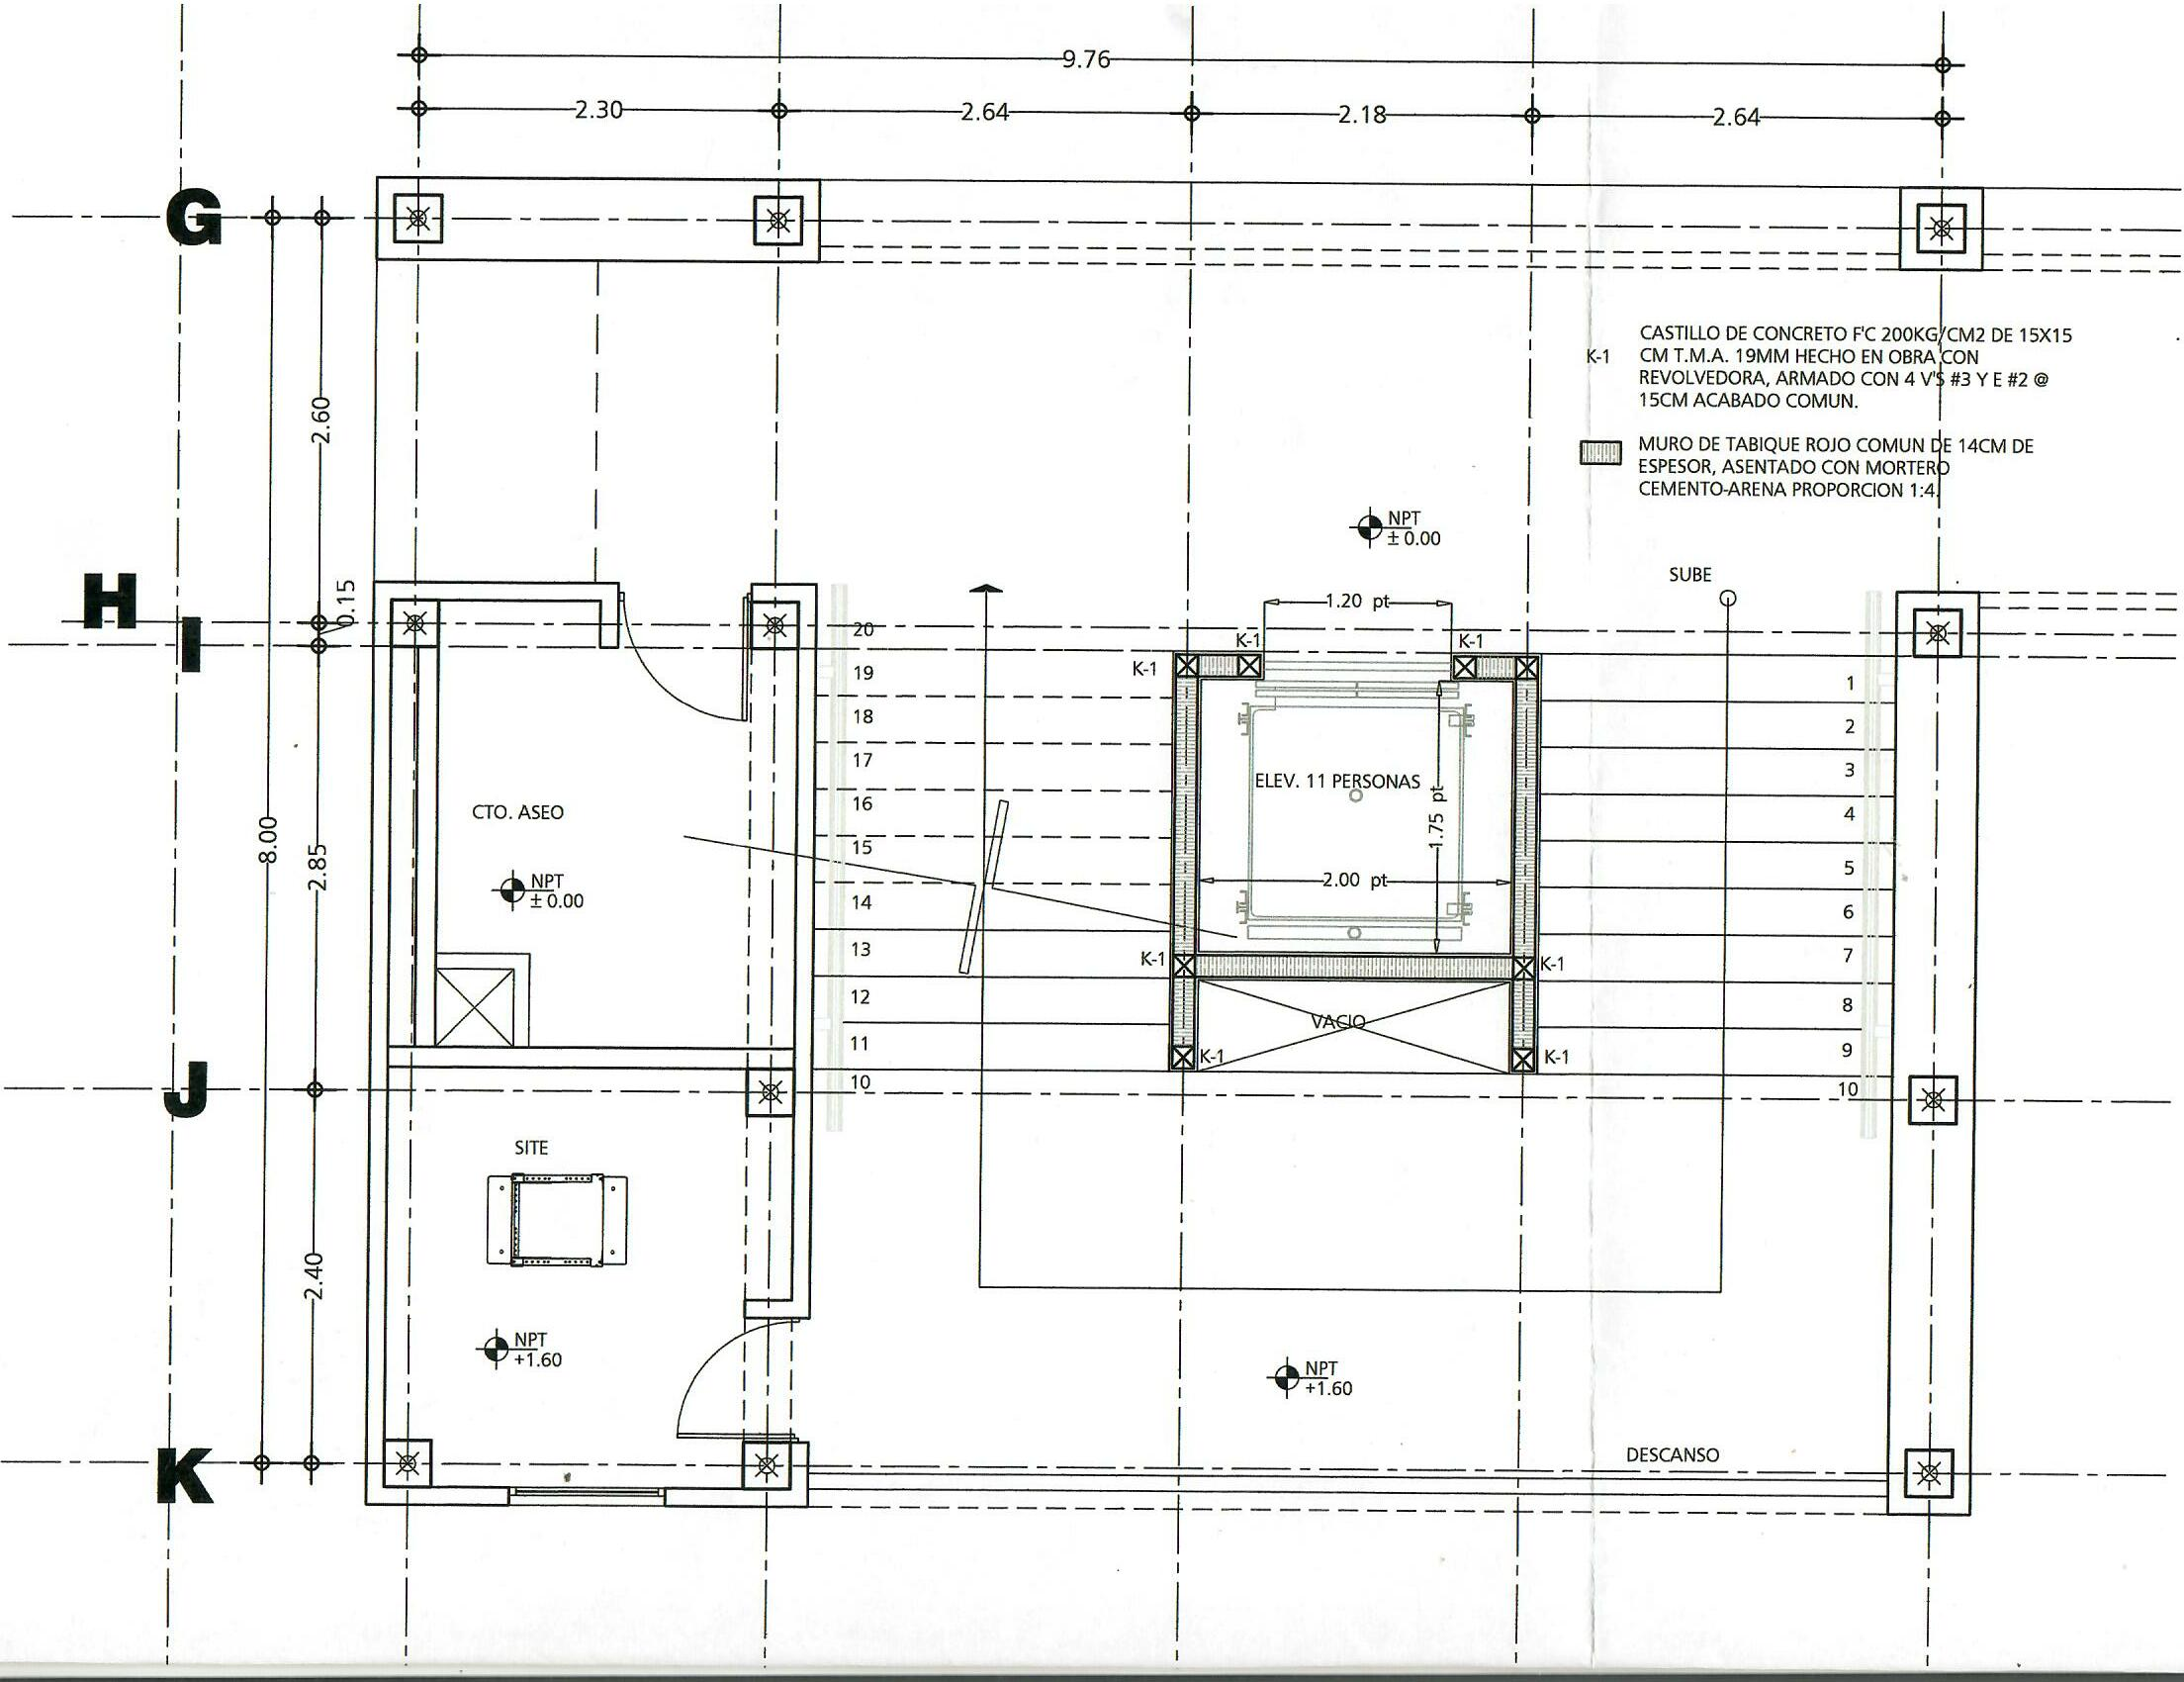 9.76
2.30
2.64
2.18
2.64
G
CASTILLO DE CONCRETO F'C 200KG/CM2 DE 15X15
K-1 CM T.M.A. 19MM HECHO EN OBRA CON
REVOLVEDORA, ARMADO CON 4 V'S #3 Y E #2 @
15CM ACABADO COMUN.
2.60
MURO DE TABIQUE ROJO COMUN DE 14CM DE
ESPESOR, ASENTADO CON MORTERO
CEMENTO-ARENA PROPORCION 1:4.
NPT
± 0.00
SUBE
H
0.15
1.20 pt
I
20
K-1
K-1
K-1
19
1
18
2
17
3
ELEV. 11 PERSONAS
16
4
CTO. ASEO
1.75 pt
8.00
2.85
15
5
2.00 pt
NPT
± 0.00
14
6
13
7
K-1
K-1
12
8
VACIO
11
9
K-1
K-1
J
10
10
SITE
2.40
NPT
+1.60
NPT
+1.60
DESCANSO
K